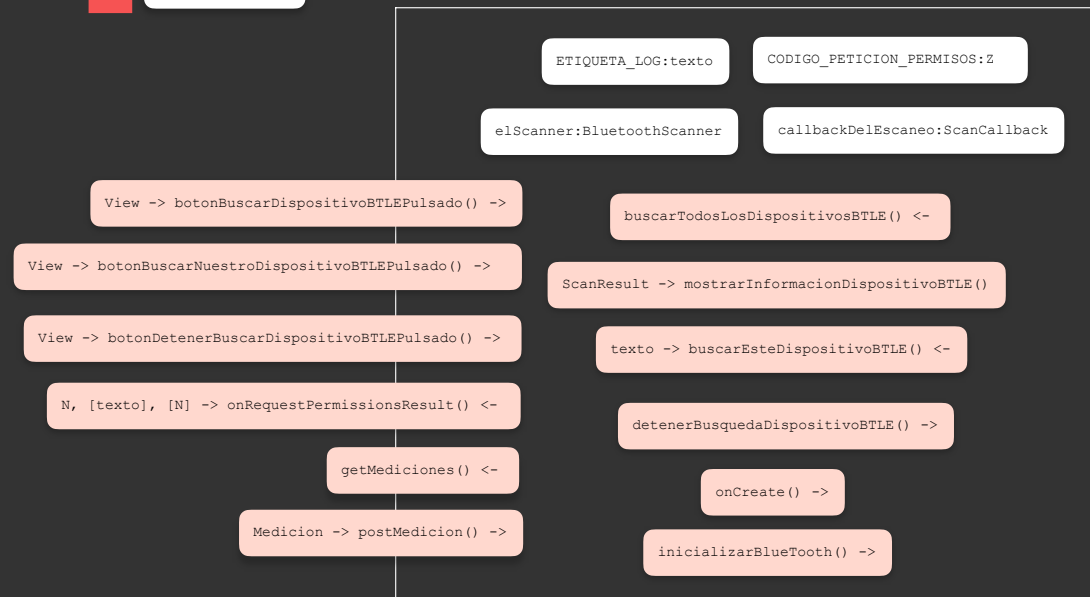 ETIQUETA_LOG:texto
CODIGO_PETICION_PERMISOS:Z
elScanner:BluetoothScanner
callbackDelEscaneo:ScanCallback
View -> botonBuscarDispositivoBTLEPulsado() ->
View -> botonBuscarNuestroDispositivoBTLEPulsado() ->
View -> botonDetenerBuscarDispositivoBTLEPulsado() ->
N, [texto], [N] -> onRequestPermissionsResult() <-
getMediciones() <-
Medicion -> postMedicion() ->
buscarTodosLosDispositivosBTLE() <-
ScanResult -> mostrarInformacionDispositivoBTLE()
texto -> buscarEsteDispositivoBTLE() <-
detenerBusquedaDispositivoBTLE() ->
onCreate() ->
inicializarBlueTooth() ->